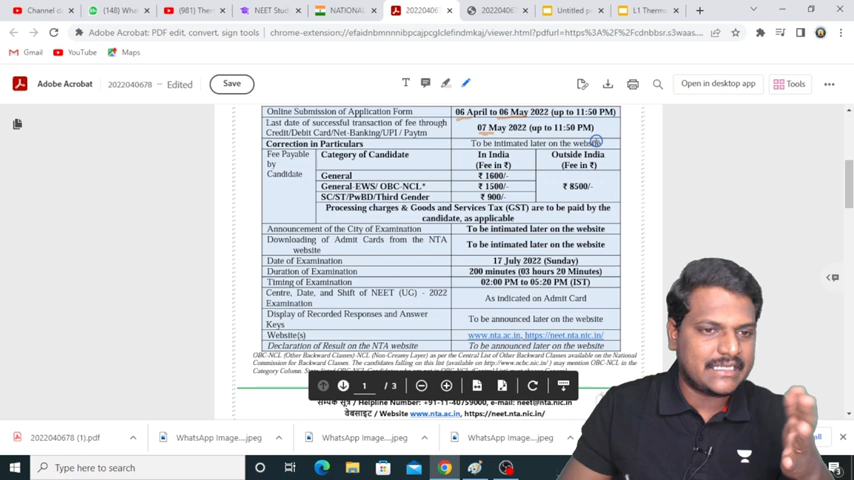 Channel d
(148) Wha
(981) Ther
NEET Stud
NATIONAL
2022040678
2022040678
Untitled p
L1 Thermo
Adobe Acrobat: PDF edit, convert, sign tools | chrome-extension://efaidnbmnnnibpcajpcglclefindmkaj/viewer.html?pdfurl=https%3A%2F%2Fcdnbbsr.s3waas...
Gmail YouTube Maps
Adobe Acrobat 2022040678 - Edited Save Open in desktop app Tools
Online Submission of Application Form 06 April to 06 May 2022 (up to 11:50 PM)
Last date of successful transaction of fee through
Credit/Debit Card/Net-Banking/UPI / Paytm 07 May 2022 (up to 11:50 PM)
Correction in Particulars To be intimated later on the website
Fee Payable by Candidate Category of Candidate In India (Fee in ₹) Outside India (Fee in ₹)
General ₹ 1600/-
General-EWS/ OBC-NCL* ₹ 1500/- ₹ 8500/-
SC/ST/PwBD/Third Gender ₹ 900/-
Processing charges & Goods and Services Tax (GST) are to be paid by the
candidate, as applicable
Announcement of the City of Examination To be intimated later on the website
Downloading of Admit Cards from the NTA
website To be intimated later on the website
Date of Examination 17 July 2022 (Sunday)
Duration of Examination 200 minutes (03 hours 20 Minutes)
Timing of Examination 02:00 PM to 05:20 PM (IST)
Centre, Date, and Shift of NEET (UG) - 2022
Examination As indicated on Admit Card
Display of Recorded Responses and Answer
Keys To be announced later on the website
Website(s) www.nta.ac.in, https://neet.nta.nic.in/
Declaration of Result on the NTA website To be announced later on the website
OBC-NCL (Other Backward Classes)-NCL (Non-Creamy Layer) as per the Central List of Other Backward Classes available on the National
Commission for Backward Classes. The candidates falling on this list (available on http://www.ncbc.nic.in/ ) may mention OBC-NCL in the
Category Column.
1 / 3
Helpline Number: +91-11-40759000, e-mail: neet@nta.ac.in
वेबसाइट / Website www.nta.ac.in, https://neet.nta.nic.in/
2022040678 (1).pdf
WhatsApp Image....jpeg
WhatsApp Image....jpeg
WhatsApp Image....jpeg
all
Type here to search
3